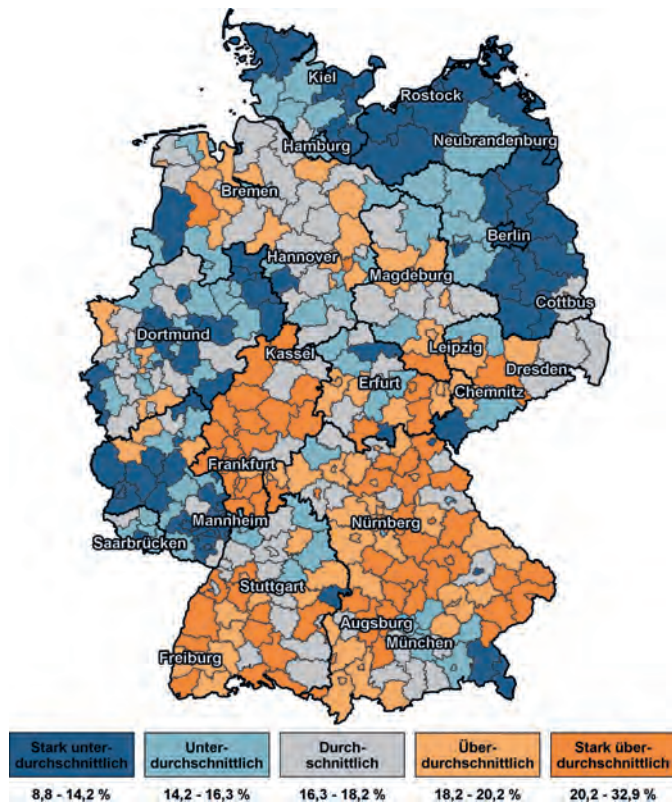 Kiel
Rostock
Hamburg
Neubrandenburg
Bremen
Berlin
Hannover
Magdeburg
Cottbus
Dortmund
Kassel
Leipzig
Dresden
Erfurt
Chemnitz
Frankfurt
Mannheim
Nürnberg
Saarbrücken
Stuttgart
Augsburg
München
Freiburg
Stark unter-
durchschnittlich
Unter-
durchschnittlich
Durch-
schnittlich
Über-
durchschnittlich
Stark über-
durchschnittlich
8,8 - 14,2 %
14,2 - 16,3 %
16,3 - 18,2 %
18,2 - 20,2 %
20,2 - 32,9 %